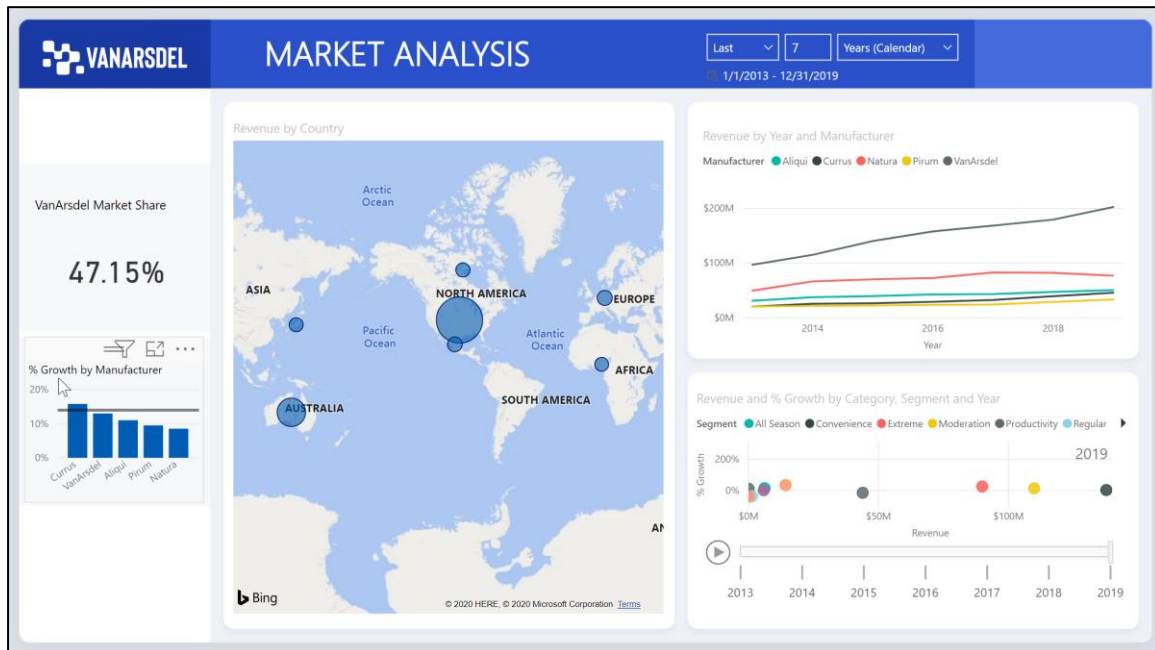 VANARSDEL
MARKET ANALYSIS
Last 7 Years (Calendar)
1/1/2013 - 12/31/2019
VanArsdel Market Share
47.15%
% Growth by Manufacturer
20%
10%
0%
Currus
VanArsdel
Aliqui
Pirum
Natura
Revenue by Country
Arctic
Ocean
ASIA
NORTH AMERICA
EUROPE
Pacific
Ocean
Atlantic
Ocean
AFRICA
SOUTH AMERICA
AUSTRALIA
AN
Bing
© 2020 HERE, © 2020 Microsoft Corporation Terms
Revenue by Year and Manufacturer
Manufacturer Aliqui Currus Natura Pirum VanArsdel
$200M
$100M
$0M
2014 2016 2018
Year
Revenue and % Growth by Category, Segment and Year
Segment All Season Convenience Extreme Moderation Productivity Regular
2019
% Growth
200%
0%
$0M $50M $100M
Revenue
2013 2014 2015 2016 2017 2018 2019